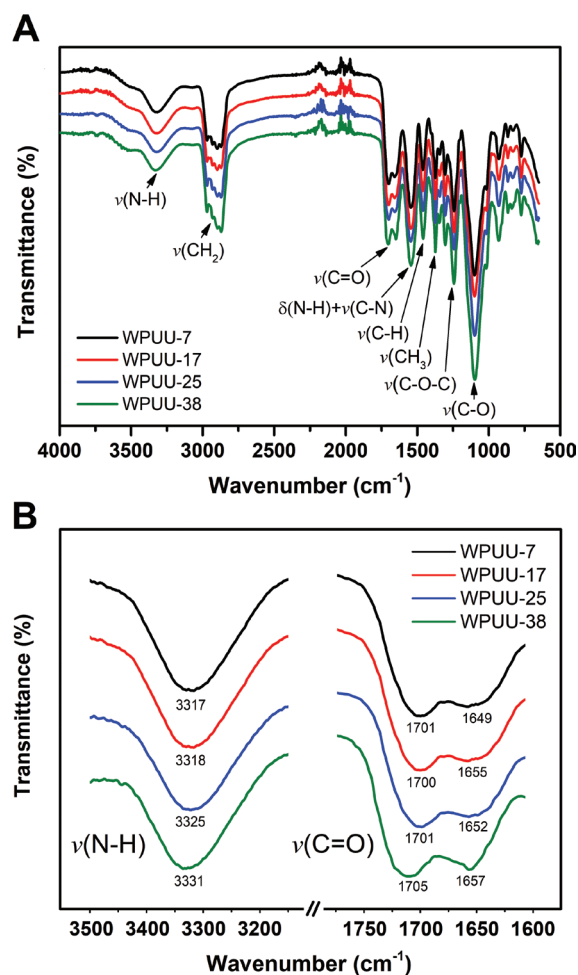 A
Transmittance (%)
ν(N-H)
ν(CH₂)
ν(C=O)
δ(N-H)+ν(C-N)
ν(C-H)
ν(CH₃)
ν(C-O-C)
ν(C-O)
WPUU-7
WPUU-17
WPUU-25
WPUU-38
4000 3500 3000 2500 2000 1500 1000 500
Wavenumber (cm⁻¹)
B
WPUU-7
WPUU-17
WPUU-25
WPUU-38
Transmittance (%)
3317 1701 1649
3318 1700 1655
3325 1701 1652
ν(N-H) ν(C=O)
3331 1705 1657
3500 3400 3300 3200 // 1750 1700 1650 1600
Wavenumber (cm⁻¹)